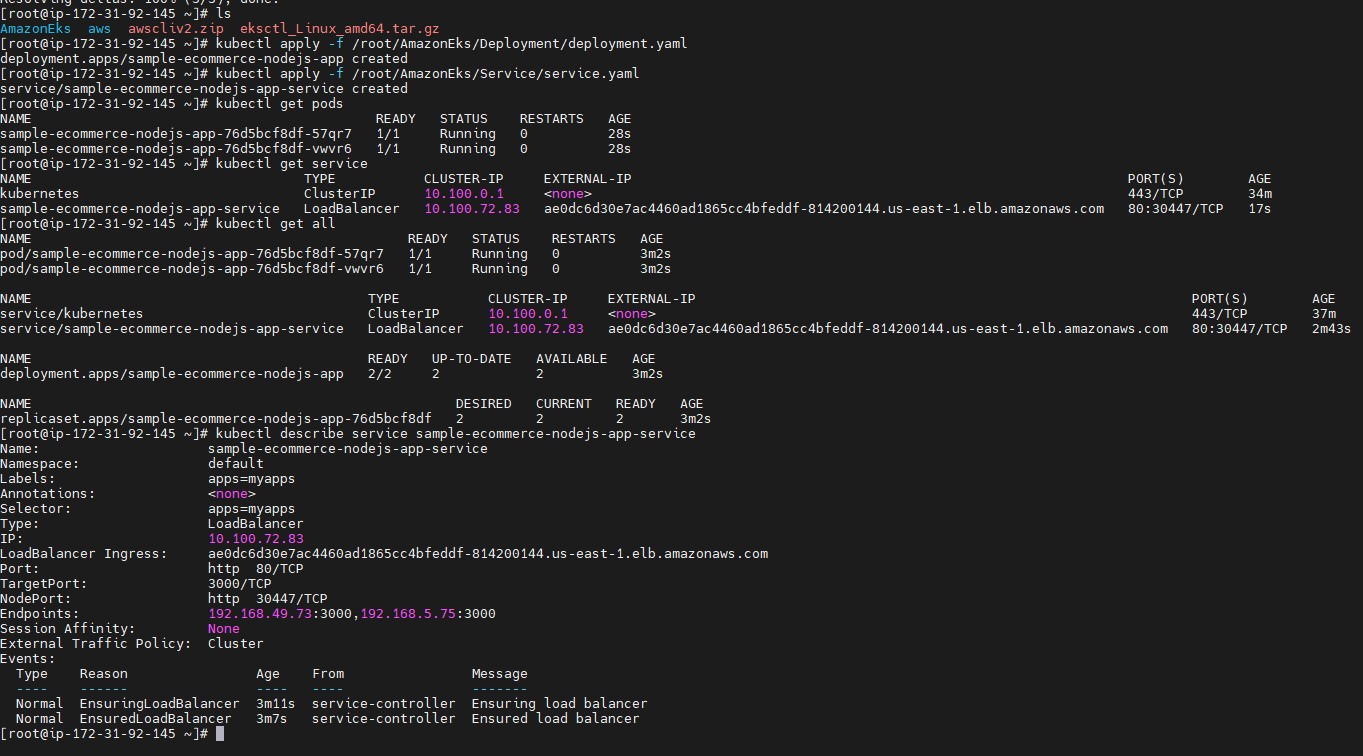 Resolving deltas: 100% (3/3), done.
[root@ip-172-31-92-145 ~]# ls
AmazonEks  aws  awscliv2.zip  eksctl_Linux_amd64.tar.gz
[root@ip-172-31-92-145 ~]# kubectl apply -f /root/AmazonEks/Deployment/deployment.yaml
deployment.apps/sample-ecommerce-nodejs-app created
[root@ip-172-31-92-145 ~]# kubectl apply -f /root/AmazonEks/Service/service.yaml
service/sample-ecommerce-nodejs-app-service created
[root@ip-172-31-92-145 ~]# kubectl get pods
NAME                                           READY   STATUS    RESTARTS   AGE
sample-ecommerce-nodejs-app-76d5bcf8df-57qr7   1/1     Running   0          28s
sample-ecommerce-nodejs-app-76d5bcf8df-vwvr6   1/1     Running   0          28s
[root@ip-172-31-92-145 ~]# kubectl get service
NAME                                  TYPE           CLUSTER-IP     EXTERNAL-IP                                                              PORT(S)        AGE
kubernetes                            ClusterIP      10.100.0.1     <none>                                                                   443/TCP        34m
sample-ecommerce-nodejs-app-service   LoadBalancer   10.100.72.83   ae0dc6d30e7ac4460ad1865cc4bfeddf-814200144.us-east-1.elb.amazonaws.com   80:30447/TCP   17s
[root@ip-172-31-92-145 ~]# kubectl get all
NAME                                               READY   STATUS    RESTARTS   AGE
pod/sample-ecommerce-nodejs-app-76d5bcf8df-57qr7   1/1     Running   0          3m2s
pod/sample-ecommerce-nodejs-app-76d5bcf8df-vwvr6   1/1     Running   0          3m2s
NAME                                          TYPE           CLUSTER-IP     EXTERNAL-IP                                                              PORT(S)        AGE
service/kubernetes                            ClusterIP      10.100.0.1     <none>                                                                   443/TCP        37m
service/sample-ecommerce-nodejs-app-service   LoadBalancer   10.100.72.83   ae0dc6d30e7ac4460ad1865cc4bfeddf-814200144.us-east-1.elb.amazonaws.com   80:30447/TCP   2m43s
NAME                                          READY   UP-TO-DATE   AVAILABLE   AGE
deployment.apps/sample-ecommerce-nodejs-app   2/2     2            2           3m2s
NAME                                                     DESIRED   CURRENT   READY   AGE
replicaset.apps/sample-ecommerce-nodejs-app-76d5bcf8df   2         2         2       3m2s
[root@ip-172-31-92-145 ~]# kubectl describe service sample-ecommerce-nodejs-app-service
Name:                     sample-ecommerce-nodejs-app-service
Namespace:                default
Labels:                   apps=myapps
Annotations:              <none>
Selector:                 apps=myapps
Type:                     LoadBalancer
IP:                       10.100.72.83
LoadBalancer Ingress:     ae0dc6d30e7ac4460ad1865cc4bfeddf-814200144.us-east-1.elb.amazonaws.com
Port:                     http  80/TCP
TargetPort:               3000/TCP
NodePort:                 http  30447/TCP
Endpoints:                192.168.49.73:3000,192.168.5.75:3000
Session Affinity:         None
External Traffic Policy:  Cluster
Events:
  Type    Reason                Age    From                Message
  ----    ------                ----   ----                -------
  Normal  EnsuringLoadBalancer  3m11s  service-controller  Ensuring load balancer
  Normal  EnsuredLoadBalancer   3m7s   service-controller  Ensured load balancer
[root@ip-172-31-92-145 ~]#